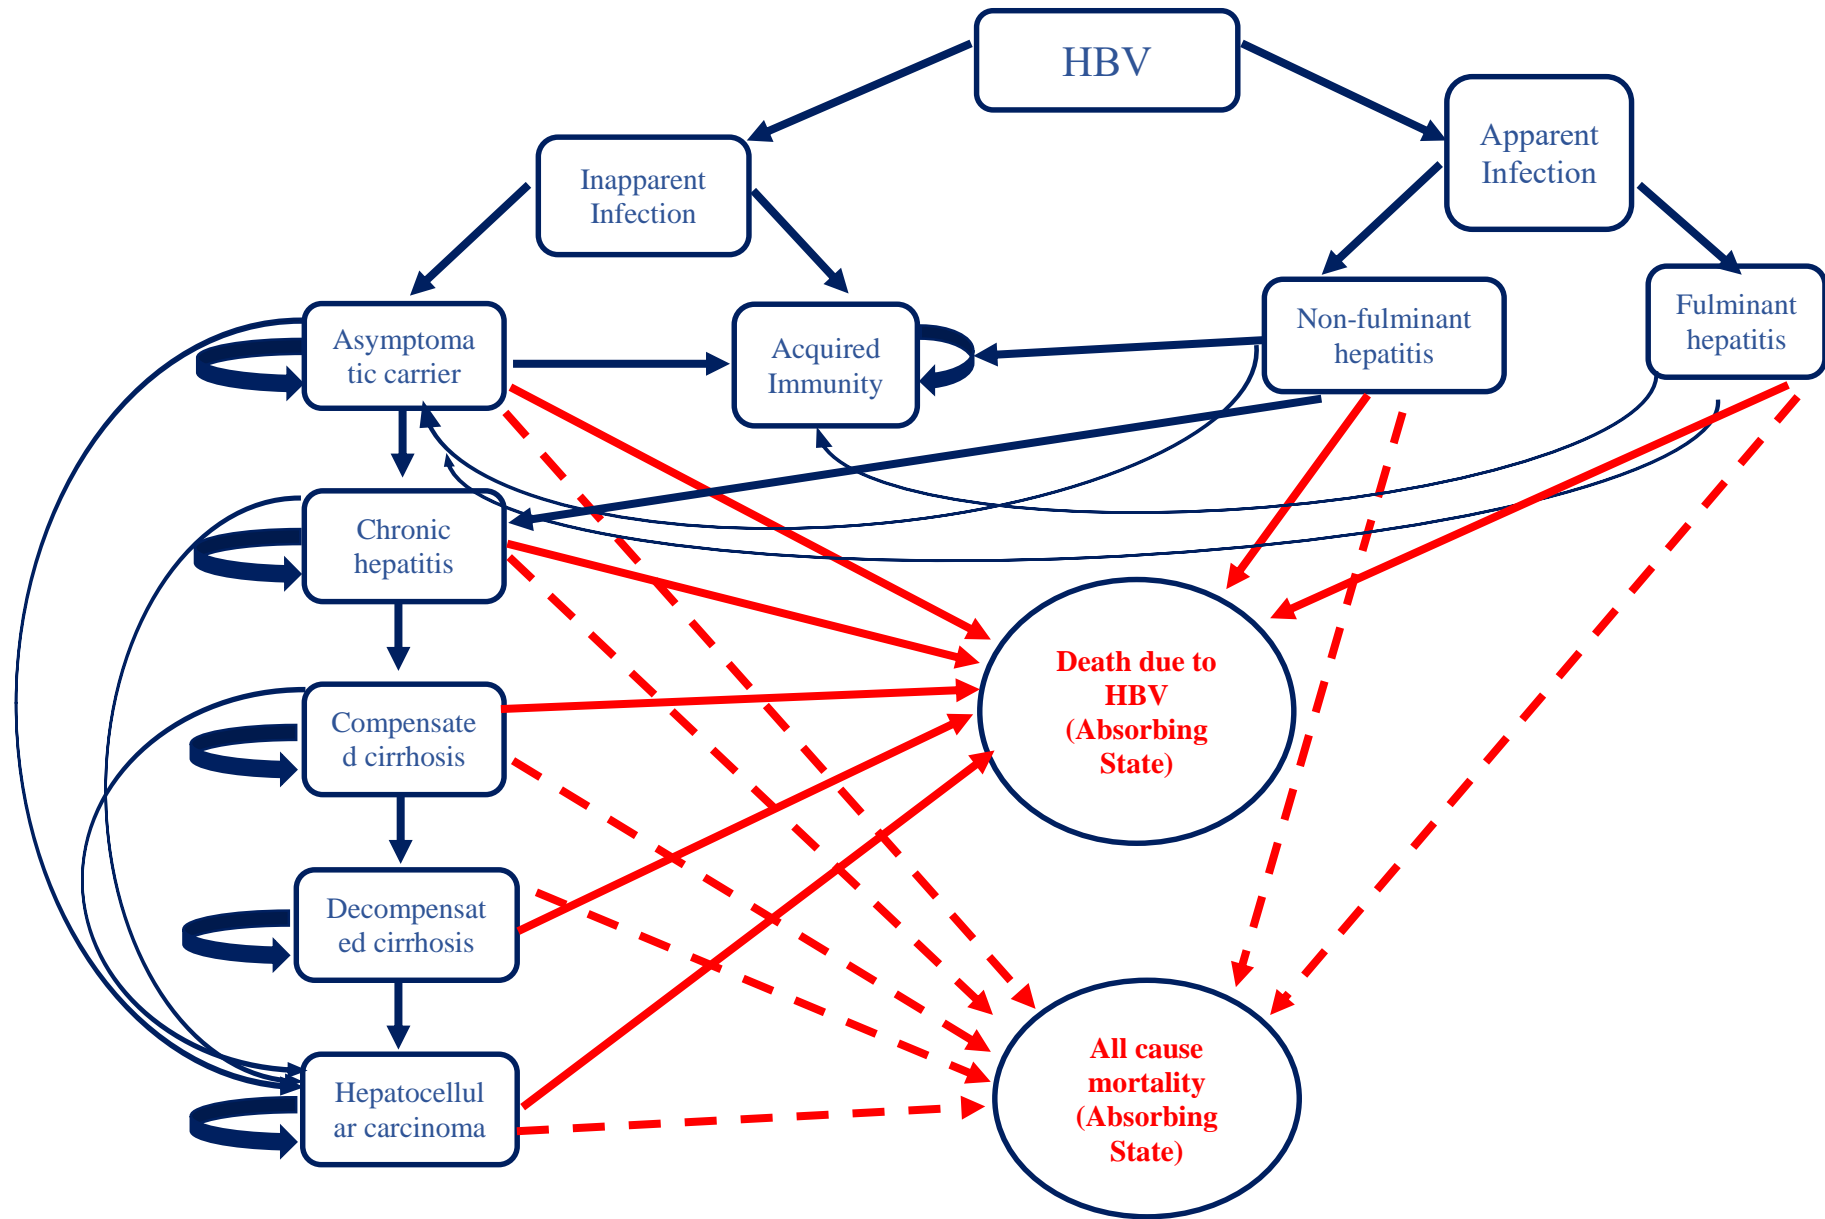 HBV
Apparent
Infection
Inapparent
Infection
Asymptoma
tic carrier
Acquired
Immunity
Non-fulminant
hepatitis
Fulminant
hepatitis
Chronic
hepatitis
Compensate
d cirrhosis
Death due to
HBV
(Absorbing
State)
Decompensat
ed cirrhosis
Hepatocellul
ar carcinoma
All cause
mortality
(Absorbing
State)